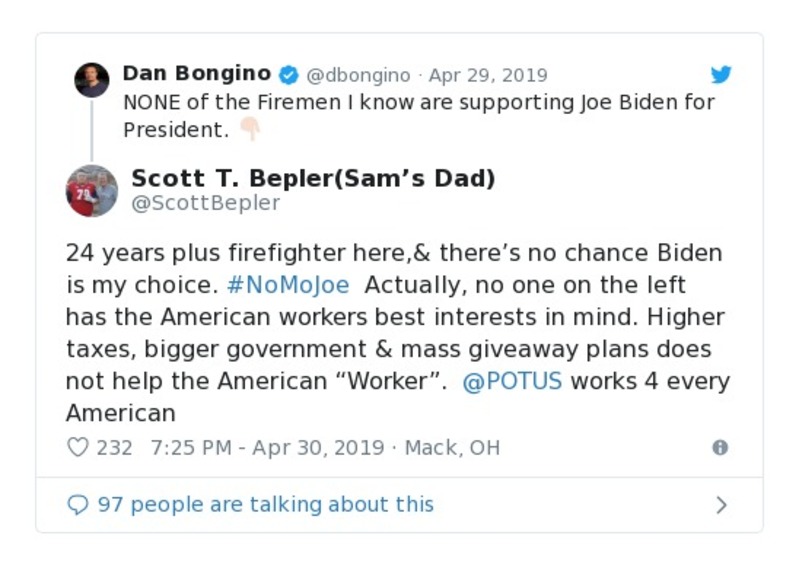 Dan Bongino @dbongino · Apr 29, 2019
NONE of the Firemen I know are supporting Joe Biden for
President. 👇🏻
Scott T. Bepler(Sam’s Dad)
@ScottBepler
24 years plus firefighter here,& there’s no chance Biden
is my choice. #NoMoJoe Actually, no one on the left
has the American workers best interests in mind. Higher
taxes, bigger government & mass giveaway plans does
not help the American “Worker”. @POTUS works 4 every
American
232 7:25 PM - Apr 30, 2019 · Mack, OH
97 people are talking about this